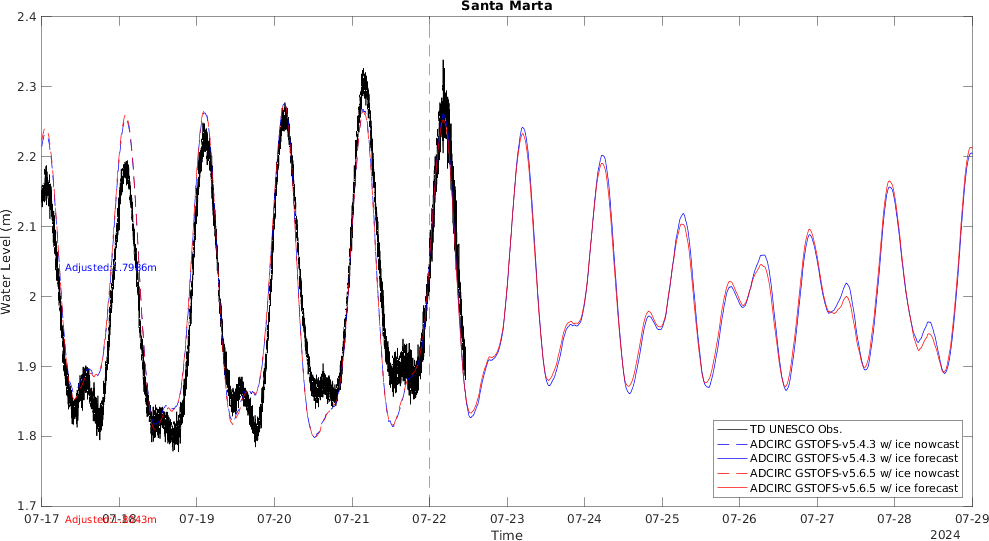 Santa Marta
2.4
2.3
2.2
2.1
2
1.9
1.8
1.7
Water Level (m)
TD UNESCO Obs.
ADCIRC GSTOFS-v5.4.3 w/ ice nowcast
ADCIRC GSTOFS-v5.4.3 w/ ice forecast
ADCIRC GSTOFS-v5.6.5 w/ ice nowcast
ADCIRC GSTOFS-v5.6.5 w/ ice forecast
07-17 07-18 07-19 07-20 07-21 07-22 07-23 07-24 07-25 07-26 07-27 07-28 07-29
Time
2024